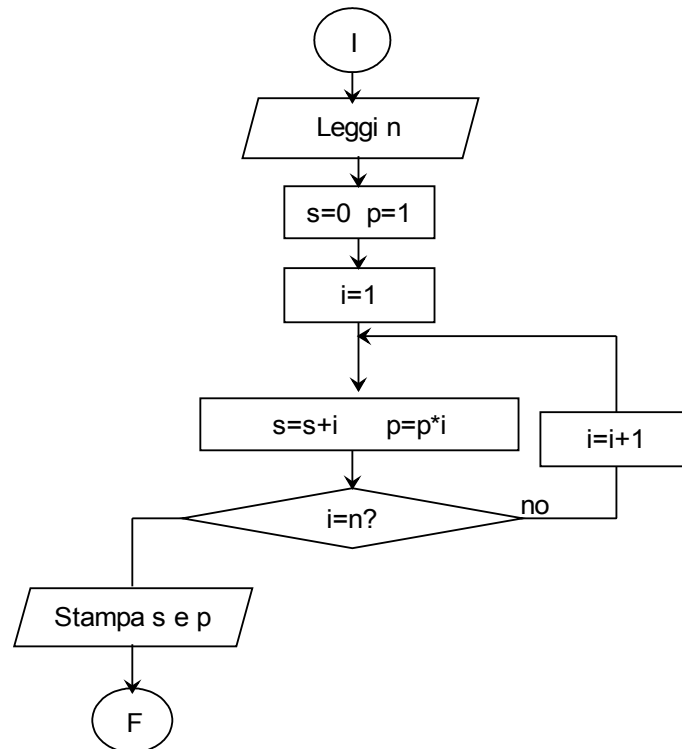 I
Leggi n
s=0 p=1
i=1
s=s+i p=p*i
i=i+1
i=n?
no
Stampa s e p
F